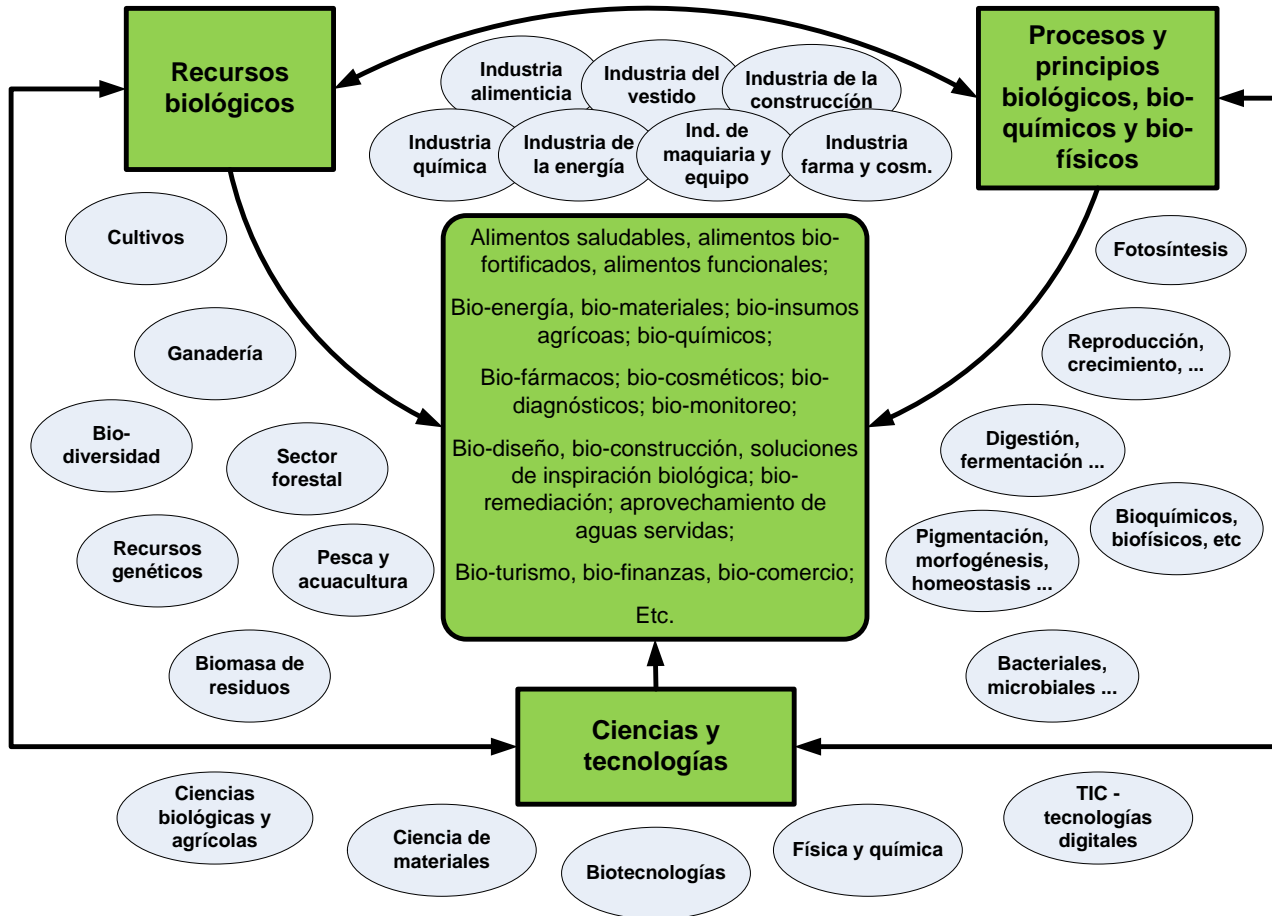 Recursos
biológicos
Procesos y
principios
biológicos, bio-
químicos y bio-
físicos
Industria
alimenticia
Industria del
vestido
Industria de la
construccíón
Industria
química
Industria de
la energía
Ind. de
maquiaria y
equipo
Industria
farma y cosm.
Cultivos
Ganadería
Bio-
diversidad
Sector
forestal
Recursos
genéticos
Pesca y
acuacultura
Biomasa de
residuos
Alimentos saludables, alimentos bio-
fortificados, alimentos funcionales;
Bio-energía, bio-materiales; bio-insumos
agrícoas; bio-químicos;
Bio-fármacos; bio-cosméticos; bio-
diagnósticos; bio-monitoreo;
Bio-diseño, bio-construcción, soluciones
de inspiración biológica; bio-
remediación; aprovechamiento de
aguas servidas;
Bio-turismo, bio-finanzas, bio-comercio;
Etc.
Fotosíntesis
Reproducción,
crecimiento, ...
Digestión,
fermentación ...
Bioquímicos,
biofísicos, etc
Pigmentación,
morfogénesis,
homeostasis ...
Bacteriales,
microbiales ...
Ciencias y
tecnologías
Ciencias
biológicas y
agrícolas
Ciencia de
materiales
Biotecnologías
Física y química
TIC -
tecnologías
digitales